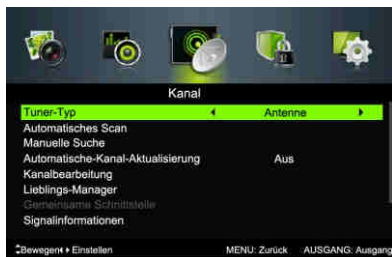 Kanal
Tuner-Typ Antenne
Automatisches Scan
Manuelle Suche
Automatische-Kanal-Aktualisierung Aus
Kanalbearbeitung
Lieblings-Manager
Gemeinsame Schnittstelle
Signalinformationen
Bewegen Einstellen MENU: Zurück AUSGANG: Ausgang